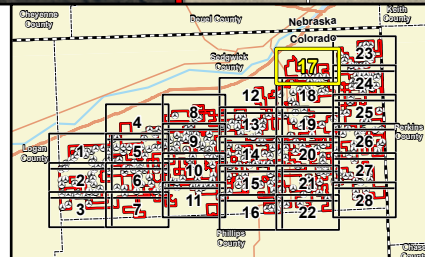 Cheyenne
County
Deuel County
Keith
County
Nebraska
Colorado
Sedgwick
County
17
23
24
12
18
8
25
4
13
19
Perkins
County
Logan
County
1
5
9
14
20
26
2
6
10
15
21
27
3
7
11
16
22
28
Phillips
County
Chase